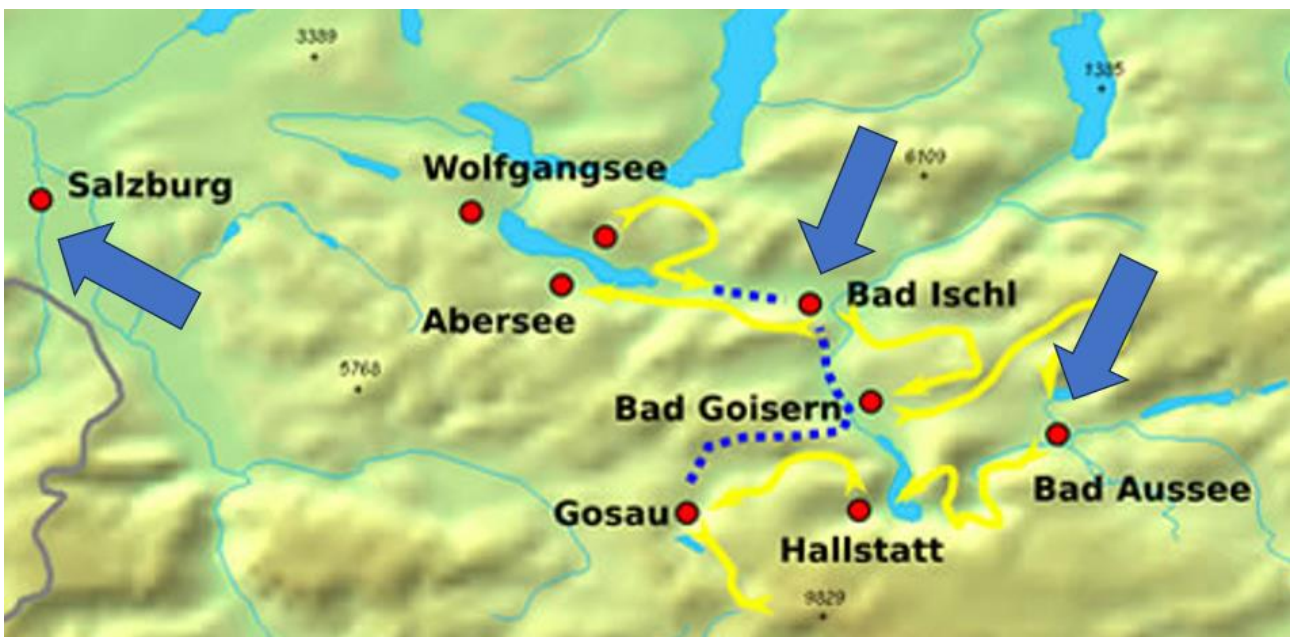 3389
1385
6109
Wolfgangsee
Salzburg
Bad Ischl
Abersee
5768
Bad Goisern
Bad Aussee
Gosau
Hallstatt
9829